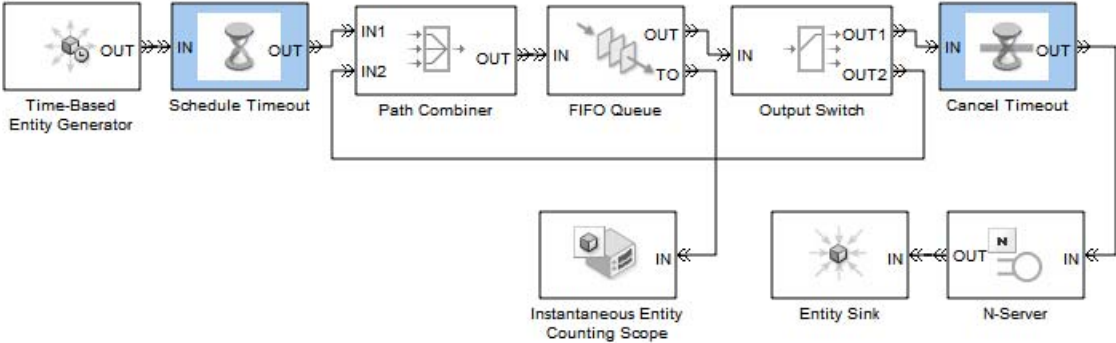 OUT
IN
OUT
IN1
IN2
OUT
IN
OUT
TO
IN
OUT1
OUT2
IN
OUT
Time-Based
Entity Generator
Schedule Timeout
Path Combiner
FIFO Queue
Output Switch
Cancel Timeout
IN
IN
OUT
N
IN
Instantaneous Entity
Counting Scope
Entity Sink
N-Server